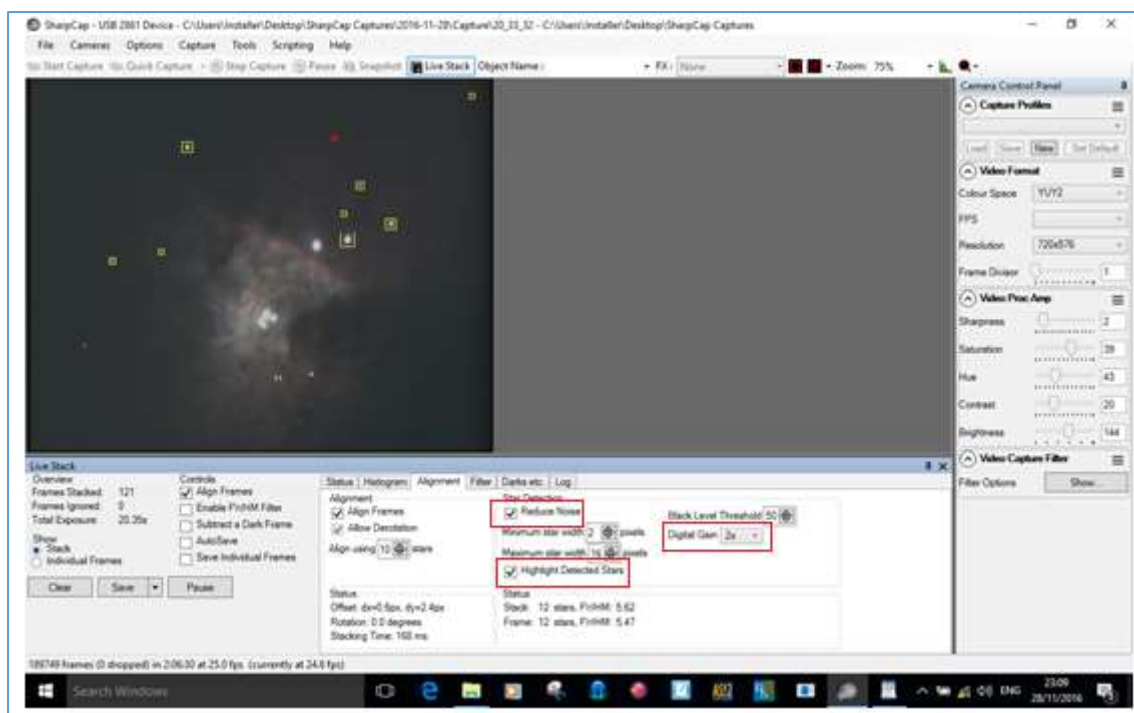 SharpCap - USB 2861 Device - C:\Users\Installer\Desktop\SharpCap Captures\2016-11-28\Capture\20_33_32 - C:\Users\Installer\Desktop\SharpCap Captures
File Cameras Options Capture Tools Scripting Help
Start Capture Quick Capture Stop Capture Pause Snapshot Live Stack Object Name: FX: None Zoom: 75%
Camera Control Panel
Capture Profiles
Load Save New Set Default
Video Format
Colour Space YUY2
FPS
Resolution 720x576
Frame Divisor 1
Video Proc Amp
Sharpness 2
Saturation 39
Hue 43
Contrast 20
Brightness 144
Video Capture Filter
Filter Options Show...
Live Stack
Overview
Frames Stacked: 121
Frames Ignored: 0
Total Exposure: 20.35s
Show
Stack
Individual Frames
Controls
Align Frames
Enable FWHM Filter
Subtract a Dark Frame
AutoSave
Save Individual Frames
Clear Save Pause
Status Histogram Alignment Filter Darks etc. Log
Alignment
Align Frames
Allow Derotation
Align using 10 stars
Status
Offset: dx=0.6px, dy=2.4px
Rotation: 0.0 degrees
Stacking Time: 168 ms
Star Detection
Reduce Noise
Minimum star width 2 pixels
Maximum star width 16 pixels
Highlight Detected Stars
Black Level Threshold 50
Digital Gain 2x
Status
Stack: 12 stars, FWHM: 5.62
Frame: 12 stars, FWHM: 5.47
189749 frames (0 dropped) in 2:06:30 at 25.0 fps (currently at 24.6 fps)
Search Windows
ENG
23:09
28/11/2016